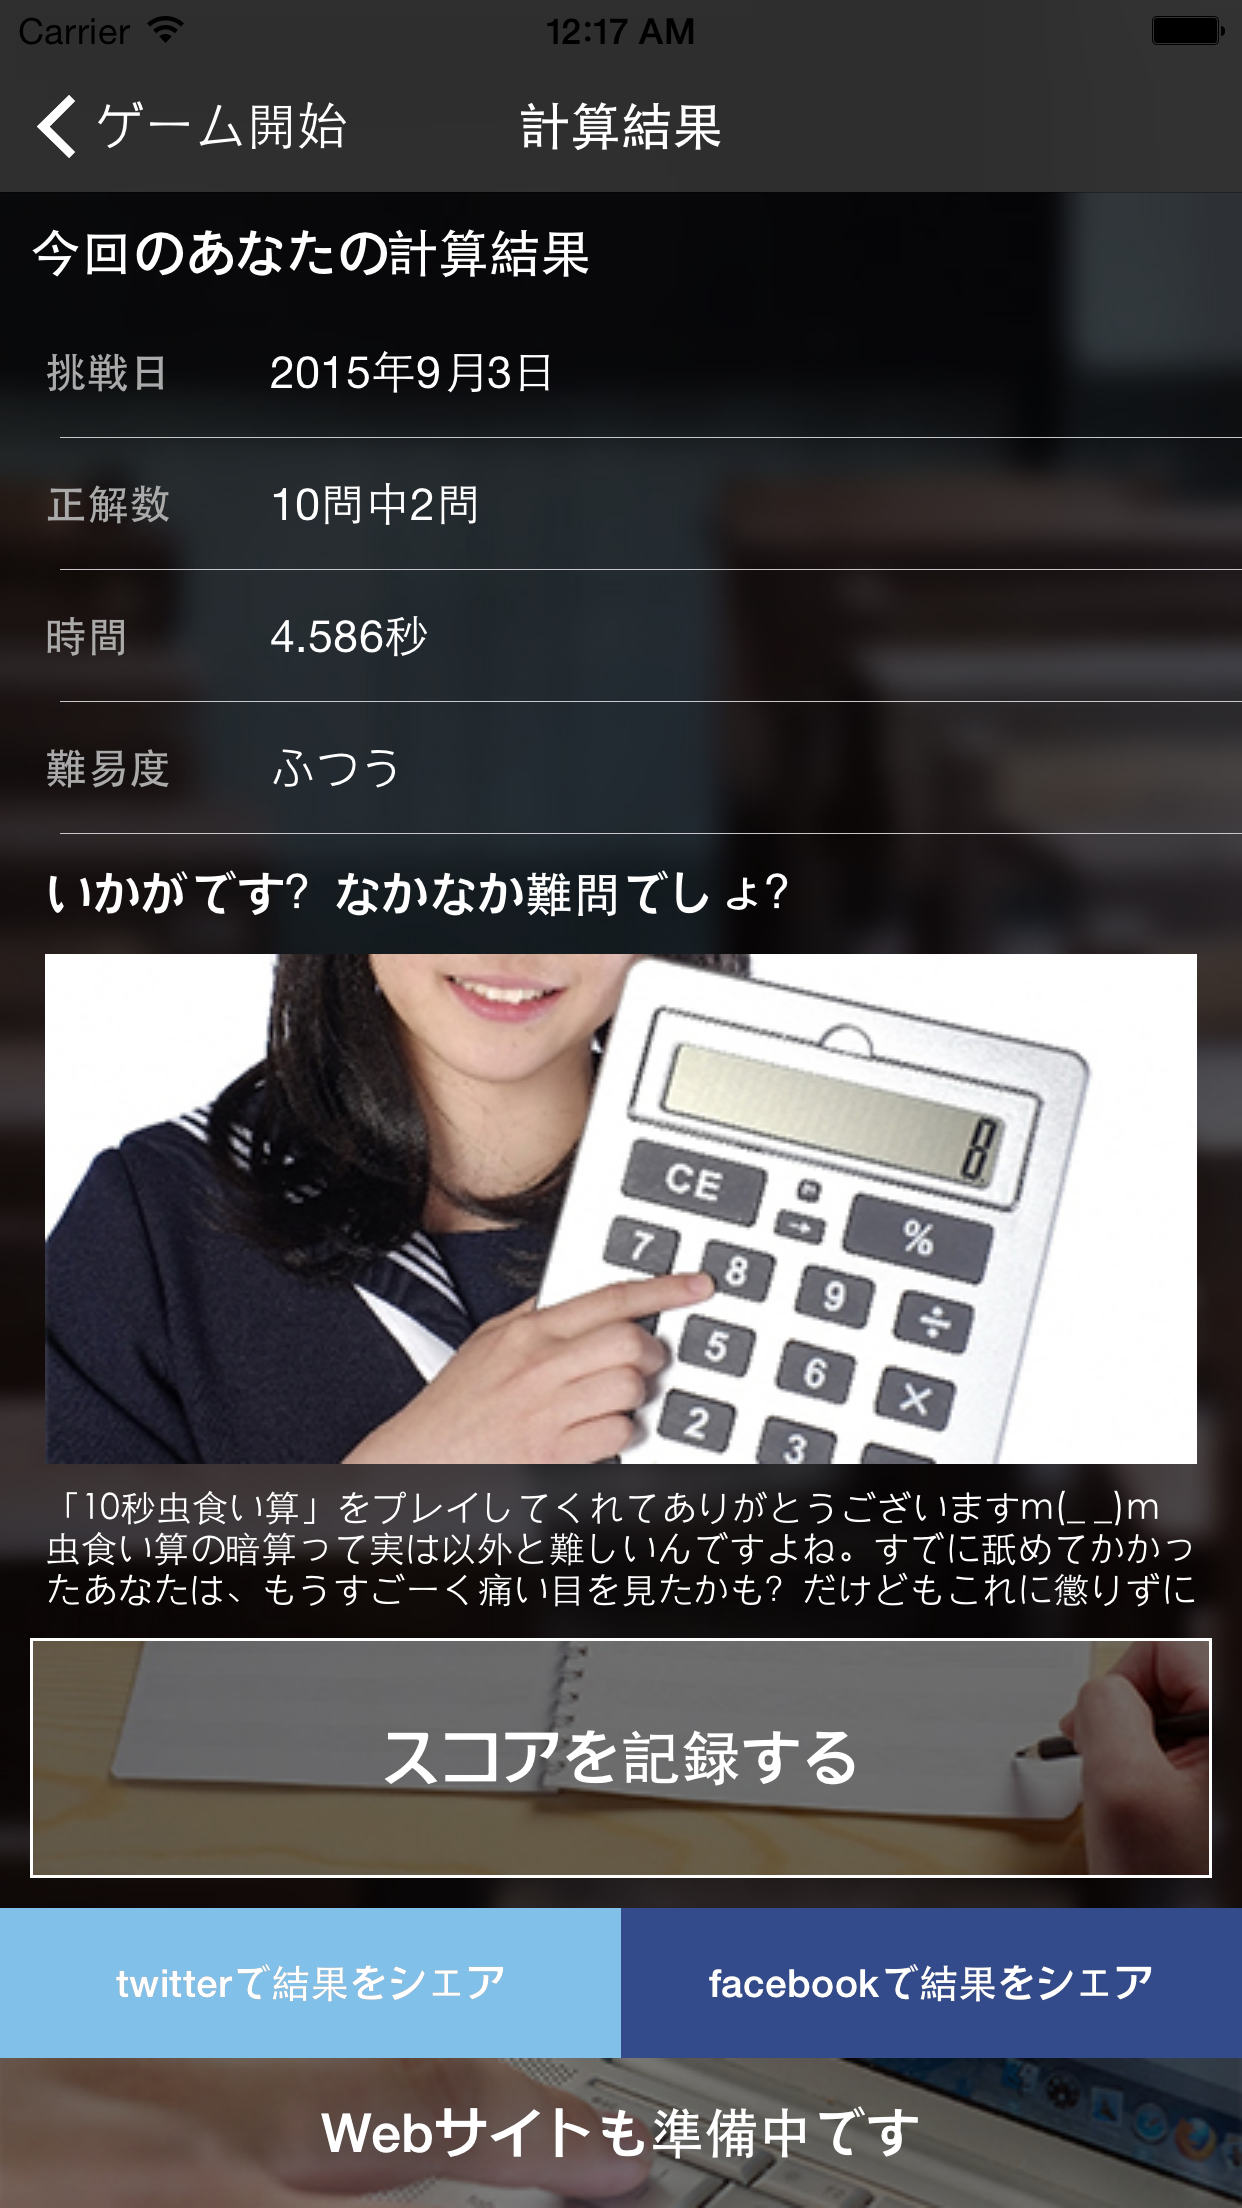 Carrier 12:17 AM
ゲーム開始 計算結果
今回のあなたの計算結果
挑戦日 2015年9月3日
正解数 10問中2問
時間 4.586秒
難易度 ふつう
いかがです？なかなか難問でしょ？
0
CE %
7 8 9 ÷
5 6 ×
2 3
「10秒虫食い算」をプレイしてくれてありがとうございますm(_ _)m
虫食い算の暗算って実は以外と難しいんですよね。すでに舐めてかかっ
たあなたは、もうすごーく痛い目を見たかも？だけどもこれに懲りずに
スコアを記録する
twitterで結果をシェア facebookで結果をシェア
Webサイトも準備中です